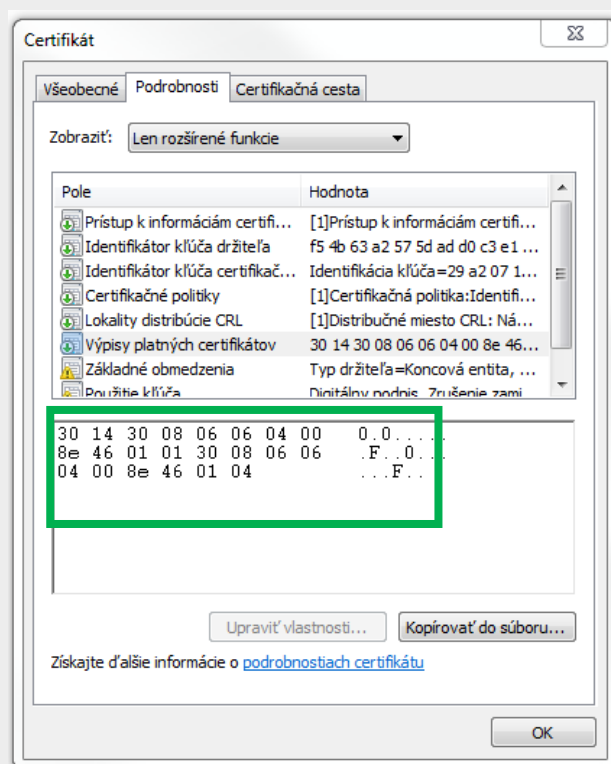 Certifikát
Všeobecné Podrobnosti Certifikačná cesta
Zobraziť: Len rozšírené funkcie
Pole Hodnota
Prístup k informáciám certifi... [1]Prístup k informáciám certifi...
Identifikátor kľúča držiteľa f5 4b 63 a2 57 5d ad d0 c3 e1 ...
Identifikátor kľúča certifikač... Identifikácia kľúča=29 a2 07 1...
Certifikačné politiky [1]Certifikačná politika:Identifi...
Lokality distribúcie CRL [1]Distribučné miesto CRL: Ná...
Výpisy platných certifikátov 30 14 30 08 06 06 04 00 8e 46...
Základné obmedzenia Typ držiteľa=Koncová entita, ...
Použitie kľúča Digitálny podpis, Zrušenie zami
30 14 30 08 06 06 04 00 0.0.....
8e 46 01 01 30 08 06 06 .F..0...
04 00 8e 46 01 04 ...F..
Upraviť vlastnosti... Kopírovať do súboru...
Získajte ďalšie informácie o podrobnostiach certifikátu
OK